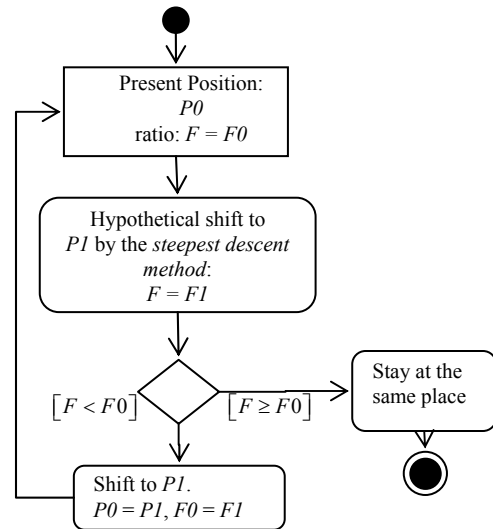 Present Position:
P0
ratio: F = F0
Hypothetical shift to
P1 by the steepest descent
method:
F = F1
[F < F0]
[F ≥ F0]
Stay at the
same place
Shift to P1.
P0 = P1, F0 = F1